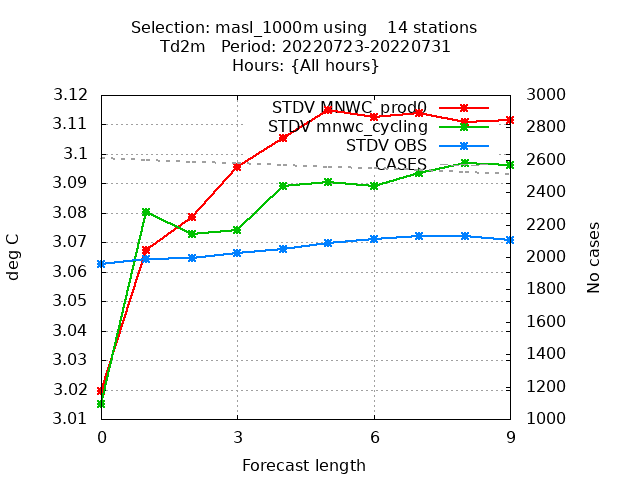 Selection: masl_1000m using    14 stations
Td2m   Period: 20220723-20220731
Hours: {All hours}
STDV MNWC_prod0
STDV mnwc_cycling
STDV OBS
CASES
3.12
3.11
3.1
3.09
3.08
3.07
3.06
3.05
3.04
3.03
3.02
3.01
deg C
3000
2800
2600
2400
2200
2000
1800
1600
1400
1200
1000
No cases
0 3 6 9
Forecast length